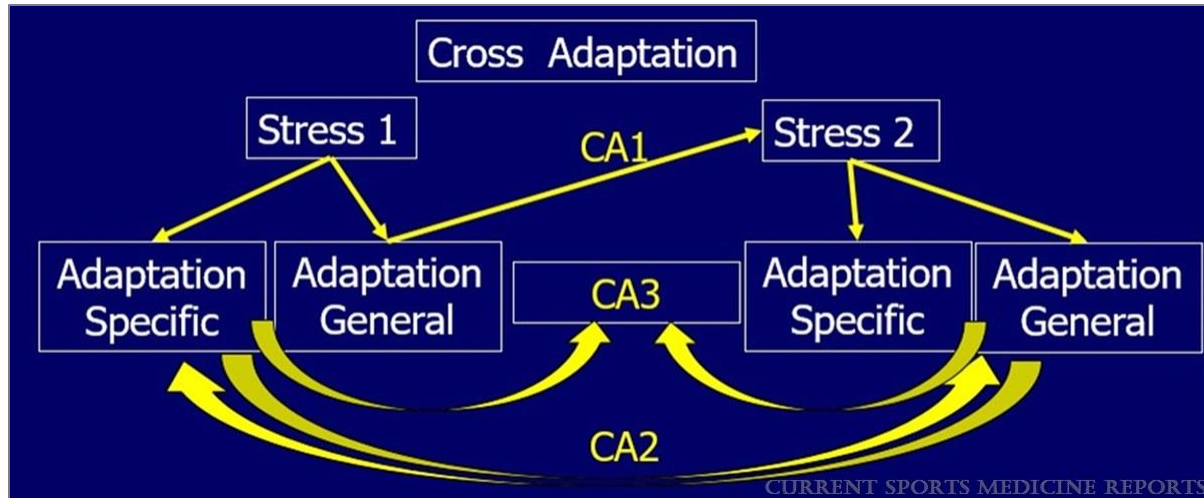 Cross Adaptation
Stress 1
CA1
Stress 2
Adaptation
Specific
Adaptation
General
CA3
Adaptation
Specific
Adaptation
General
CA2
CURRENT SPORTS MEDICINE REPORTS